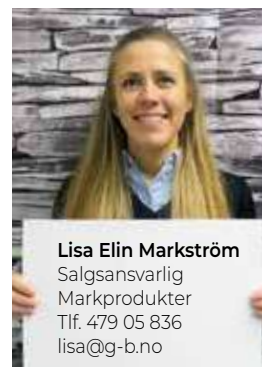 Lisa Elin Markström
Salgsansvarlig
Markprodukter
Tlf. 479 05 836
lisa@g-b.no